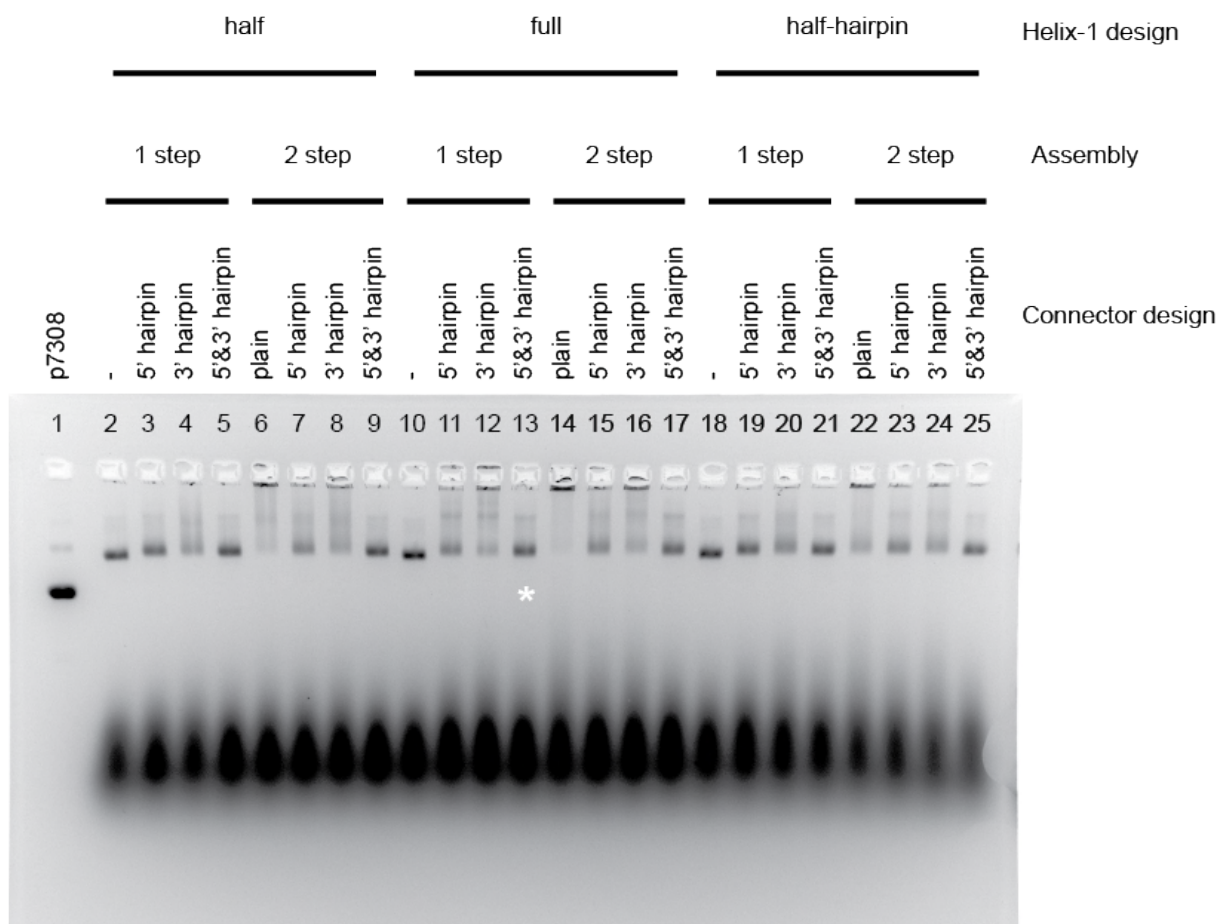 half full half-hairpin Helix-1 design
1 step 2 step 1 step 2 step 1 step 2 step Assembly
p7308 - 5' hairpin 3' hairpin 5'&3' hairpin plain 5' hairpin 3' hairpin 5'&3' hairpin - 5' hairpin 3' hairpin 5'&3' hairpin plain 5' hairpin 3' hairpin 5'&3' hairpin - 5' hairpin 3' hairpin 5'&3' hairpin plain 5' hairpin 3' hairpin 5'&3' hairpin Connector design
1 2 3 4 5 6 7 8 9 10 11 12 13 14 15 16 17 18 19 20 21 22 23 24 25
*